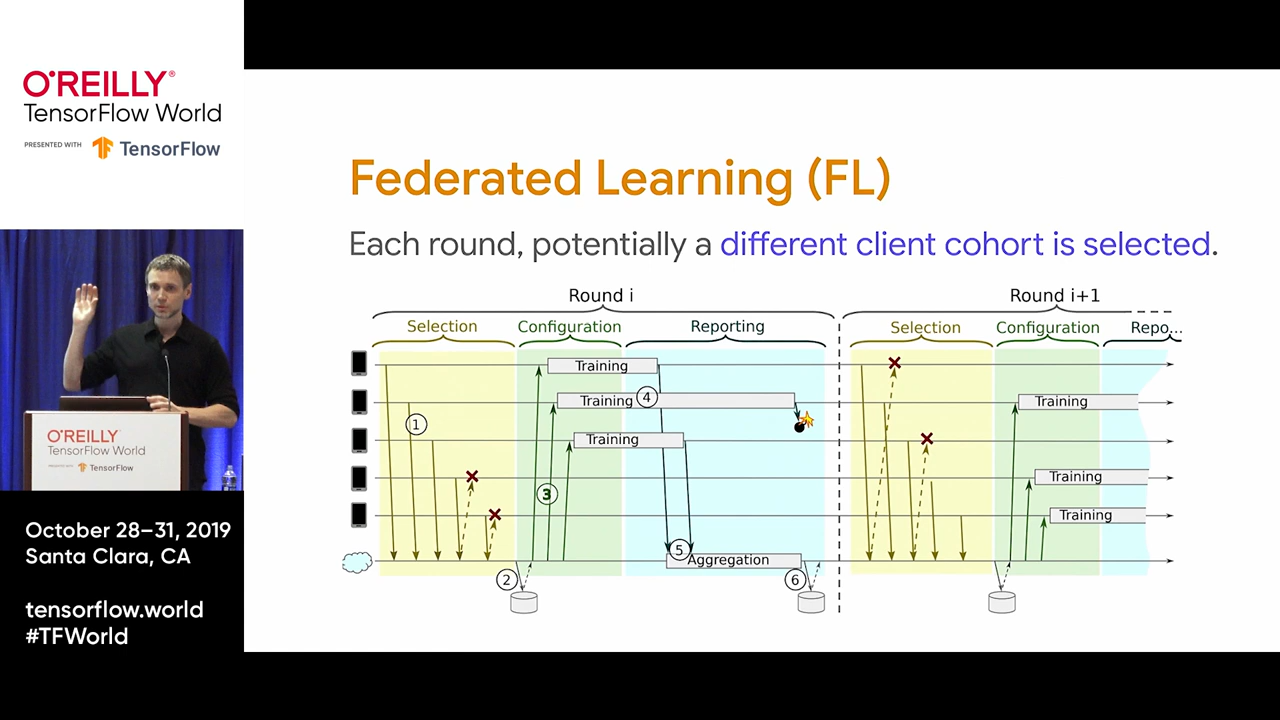 O'REILLY®
TensorFlow World
PRESENTED WITH TensorFlow
O'REILLY®
TensorFlow World
TensorFlow
October 28–31, 2019
Santa Clara, CA
tensorflow.world
#TFWorld
Federated Learning (FL)
Each round, potentially a different client cohort is selected.
Round i
Round i+1
Selection
Configuration
Reporting
Selection
Configuration
Repo...
Training
Training
4
Training
1
Training
Training
3
Training
Training
5
Aggregation
2
6